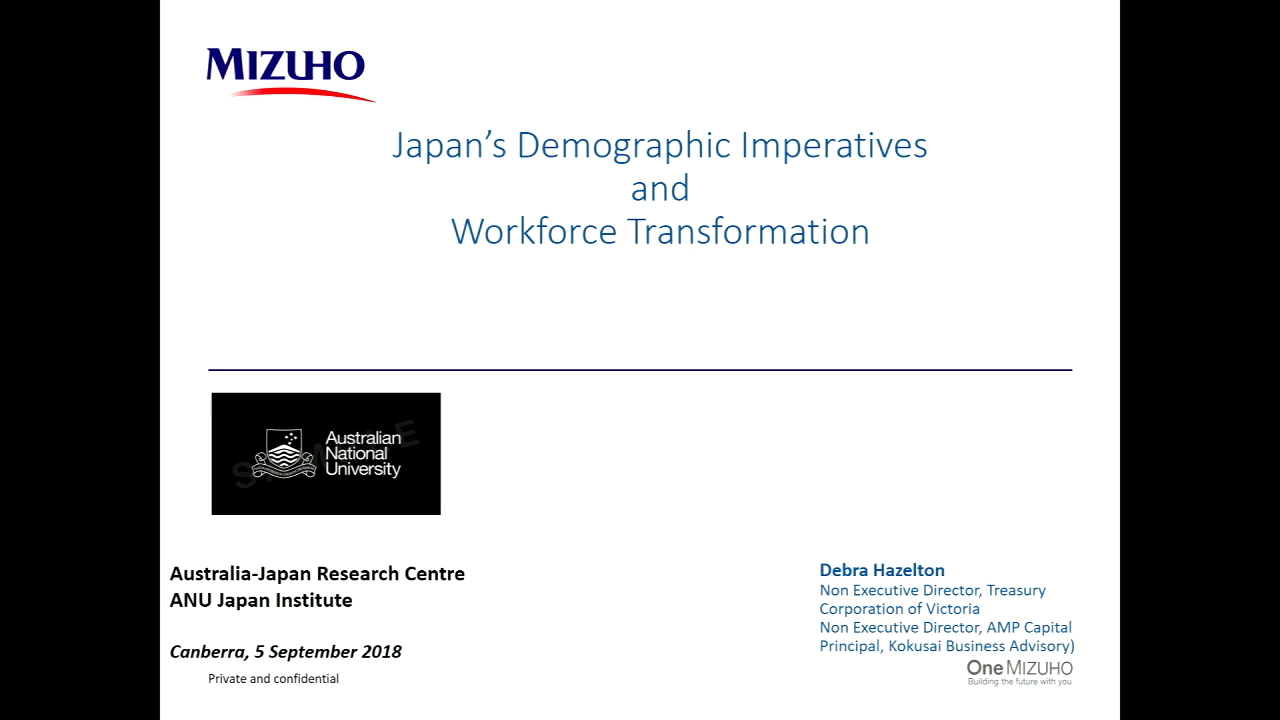 MIZUHO
Japan’s Demographic Imperatives
and
Workforce Transformation
SAMPLE
Australian
National
University
Australia-Japan Research Centre
ANU Japan Institute
Canberra, 5 September 2018
Private and confidential
Debra Hazelton
Non Executive Director, Treasury
Corporation of Victoria
Non Executive Director, AMP Capital
Principal, Kokusai Business Advisory)
One MIZUHO
Building the future with you